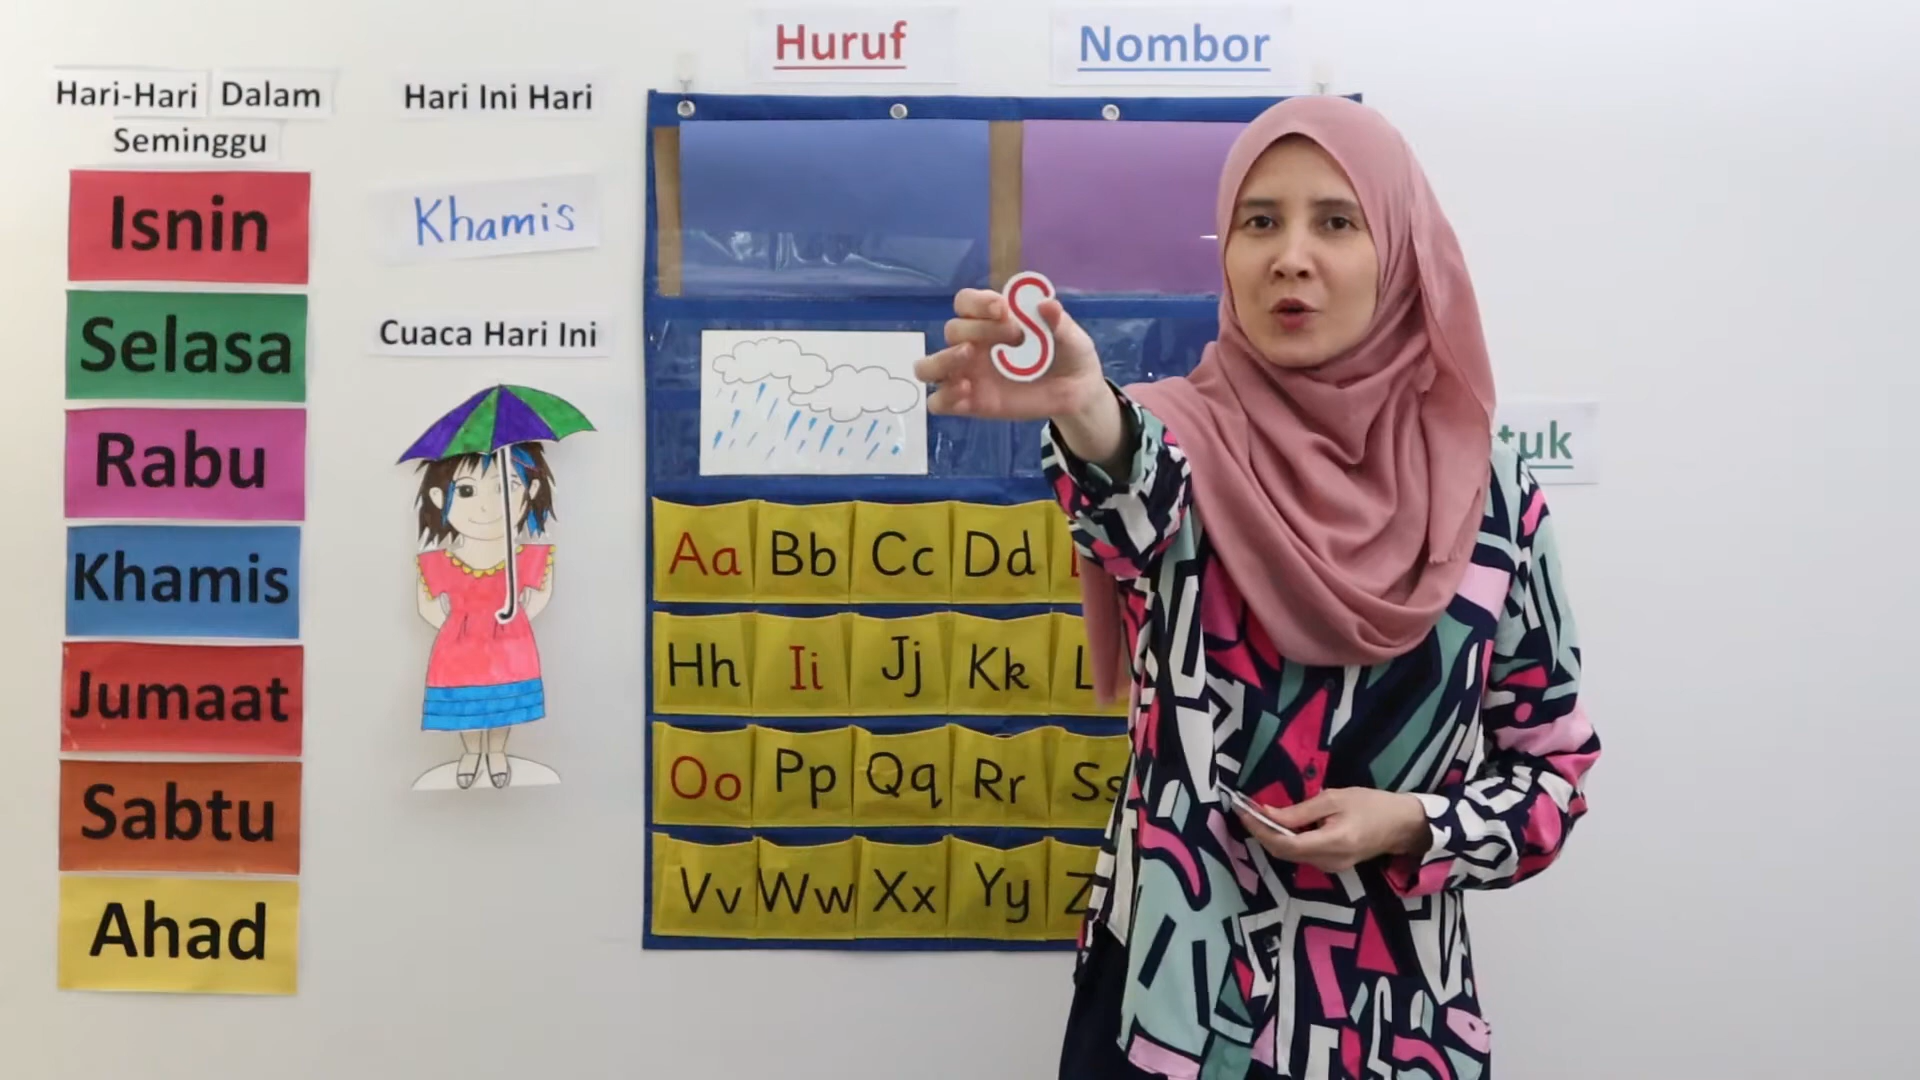 Huruf
Nombor
Hari-Hari Dalam
Seminggu
Isnin
Selasa
Rabu
Khamis
Jumaat
Sabtu
Ahad
Hari Ini Hari
Khamis
Cuaca Hari Ini
S
Aa Bb Cc Dd
Hh Ii Jj Kk L
Oo Pp Qq Rr Ss
Vv Ww Xx Yy Z
tuk